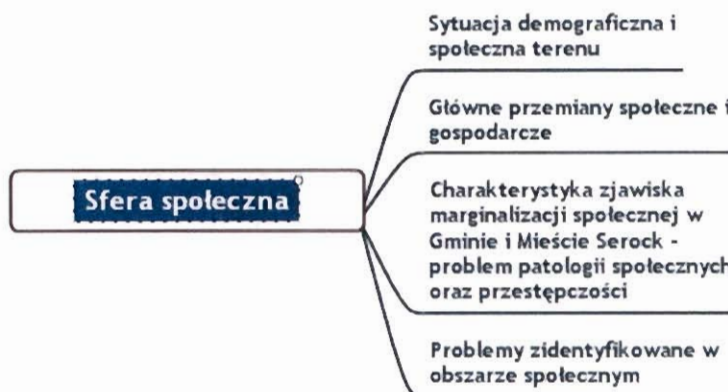 Sytuacja demograficzna i
społeczna terenu
Główne przemiany społeczne i
gospodarcze
Sfera społeczna
Charakterystyka zjawiska
marginalizacji społecznej w
Gminie i Mieście Serock -
problem patologii społecznych
oraz przestępczości
Problemy zidentyfikowane w
obszarze społecznym